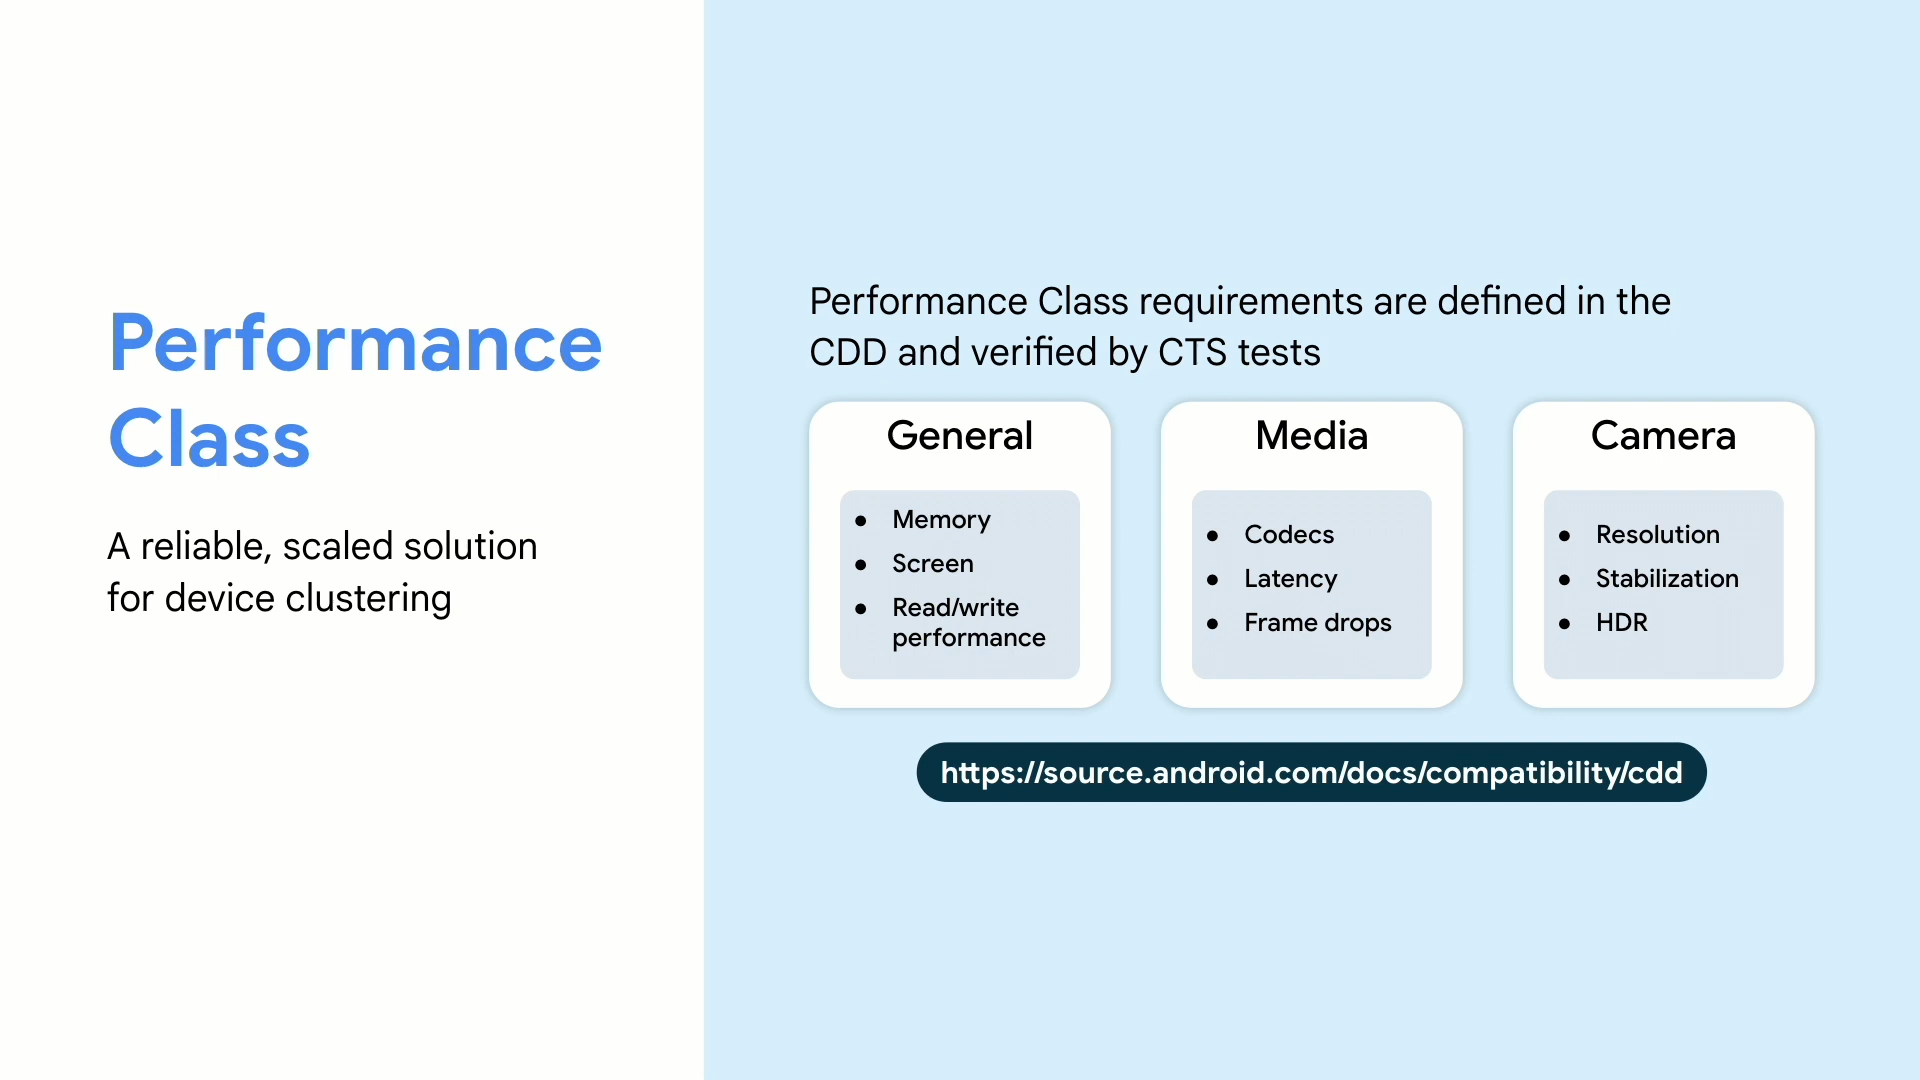 Performance
Class
A reliable, scaled solution
for device clustering
Performance Class requirements are defined in the
CDD and verified by CTS tests
General
● Memory
● Screen
● Read/write
performance
Media
● Codecs
● Latency
● Frame drops
Camera
● Resolution
● Stabilization
● HDR
https://source.android.com/docs/compatibility/cdd